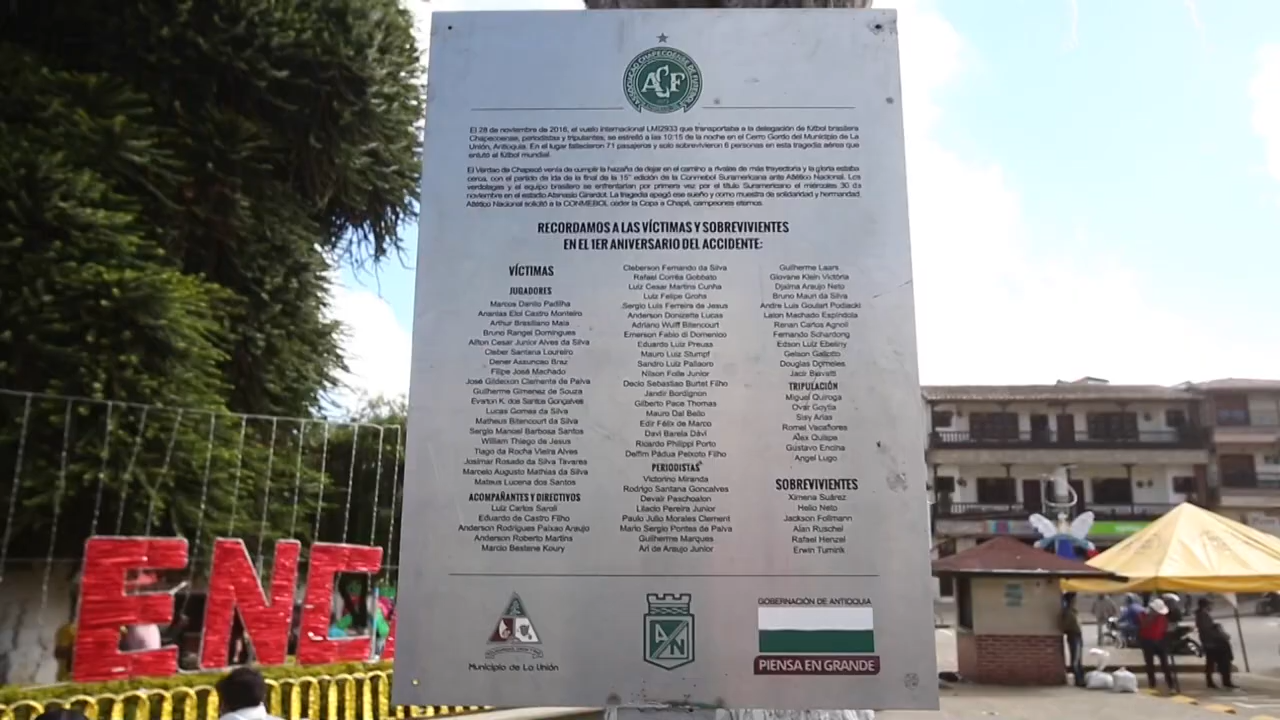 ASSOCIAÇÃO CHAPECOENSE DE FUTEBOL
ACF
El 28 de noviembre de 2016, el vuelo internacional LMI2933 que transportaba a la delegación de fútbol brasilera
Chapecoense, periodistas y tripulantes; se estrelló a las 10:15 de la noche en el Cerro Gordo del Municipio de La
Unión, Antioquia. En el lugar fallecieron 71 pasajeros y solo sobrevivieron 6 personas en esta tragedia aérea que
enlutó el fútbol mundial.
El Verdao de Chapecó venía de cumplir la hazaña de dejar en el camino a rivales de más trayectoria y la gloria estaba
cerca, con el partido de ida de la final de la 15° edición de la Conmebol Suramericana ante Atlético Nacional. Los
verdolagas y el equipo brasilero se enfrentarían por primera vez por el título Suramericano el miércoles 30 de
noviembre en el estadio Atanasio Girardot. La tragedia apagó ese sueño y como muestra de solidaridad y hermandad
Atlético Nacional solicitó a la CONMEBOL ceder la Copa a Chapé, campeones eternos.
RECORDAMOS A LAS VÍCTIMAS Y SOBREVIVIENTES
EN EL 1ER ANIVERSARIO DEL ACCIDENTE:
VÍCTIMAS
JUGADORES
Marcos Danilo Padilha
Ananias Eloi Castro Monteiro
Arthur Brasiliano Maia
Bruno Rangel Domingues
Ailton Cesar Junior Alves da Silva
Cleber Santana Loureiro
Dener Assuncao Braz
Filipe José Machado
José Gildeixon Clemente de Paiva
Guilherme Gimenez de Souza
Everton K. dos Santos Gonçalves
Lucas Gomes da Silva
Matheus Bitencourt da Silva
Sergio Manoel Barbosa Santos
William Thiego de Jesus
Tiago da Rocha Vieira Alves
Josimar Rosado da Silva Tavares
Marcelo Augusto Mathias da Silva
Mateus Lucena dos Santos
ACOMPAÑANTES Y DIRECTIVOS
Luiz Carlos Saroli
Eduardo de Castro Filho
Anderson Rodrigues Paixao Araujo
Anderson Roberto Martins
Marcio Bestene Koury
Cleberson Fernando da Silva
Rafael Corrêa Gobbato
Luiz Cesar Martins Cunha
Luiz Felipe Grohs
Sergio Luis Ferreira de Jesus
Anderson Donizette Lucas
Adriano Wulff Bitencourt
Emerson Fabio di Domenico
Eduardo Luiz Preuss
Mauro Luiz Stumpf
Sandro Luiz Pallaoro
Nilson Folle Junior
Decio Sebastiao Burtet Filho
Jandir Bordignon
Gilberto Pace Thomas
Mauro Dal Bello
Edir Félix de Marco
Davi Barela Dávi
Ricardo Philippi Porto
Delfim Pádua Peixoto Filho
PERIODISTAS
Victorino Miranda
Rodrigo Santana Goncalves
Devair Paschoalon
Lilacio Pereira Junior
Paulo Julio Morales Clement
Mario Sergio Pontes de Paiva
Guilherme Marques
Ari de Araujo Junior
Guilherme Laars
Giovane Klein Victória
Djalma Araujo Neto
Bruno Mauri da Silva
Andre Luis Goulart Podiacki
Laion Machado Espindola
Renan Carlos Agnoli
Fernando Schardong
Edson Luiz Ebeliny
Gelson Galiotto
Douglas Dorneles
Jacir Biavatti
TRIPULACIÓN
Miguel Quiroga
Ovar Goytia
Sisy Arias
Romel Vacaflores
Alex Quispe
Gustavo Encina
Angel Lugo
SOBREVIVIENTES
Ximena Suárez
Helio Neto
Jackson Follmann
Alan Ruschel
Rafael Henzel
Erwin Tumirik
Municipio de La Unión
AN
GOBERNACIÓN DE ANTIOQUIA
PIENSA EN GRANDE
ENC